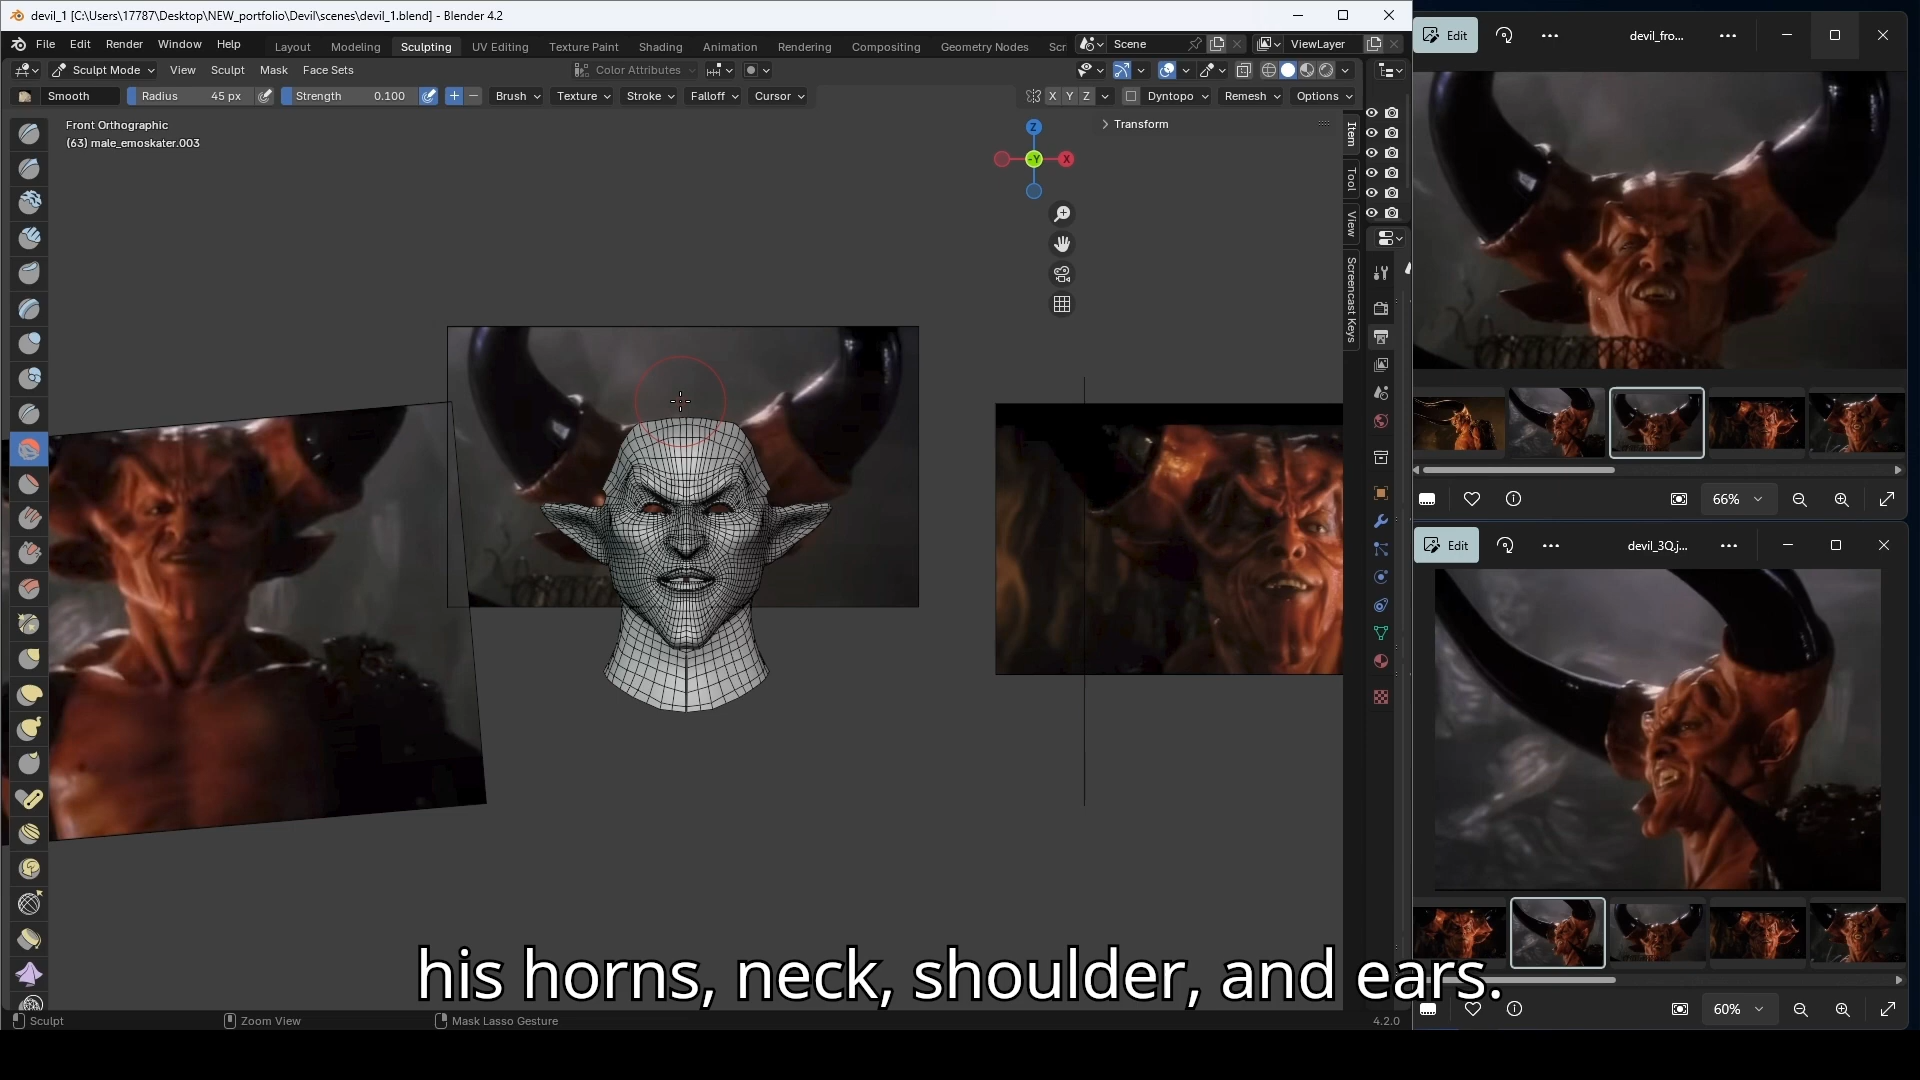 devil_1 [C:\Users\17787\Desktop\NEW_portfolio\Devil\scenes\devil_1.blend] - Blender 4.2
File Edit Render Window Help Layout Modeling Sculpting UV Editing Texture Paint Shading Animation Rendering Compositing Geometry Nodes Scr Scene ViewLayer
Sculpt Mode View Sculpt Mask Face Sets Color Attributes
Smooth Radius 45 px Strength 0.100 Brush Texture Stroke Falloff Cursor X Y Z Dyntopo Remesh Options
Front Orthographic
(63) male_emoskater.003
Z
-Y X
Transform
Item
Tool
View
Screencast Keys
Edit devil_fro...
66%
Edit devil_3Q.j...
60%
his horns, neck, shoulder, and ears.
Sculpt Zoom View Mask Lasso Gesture 4.2.0